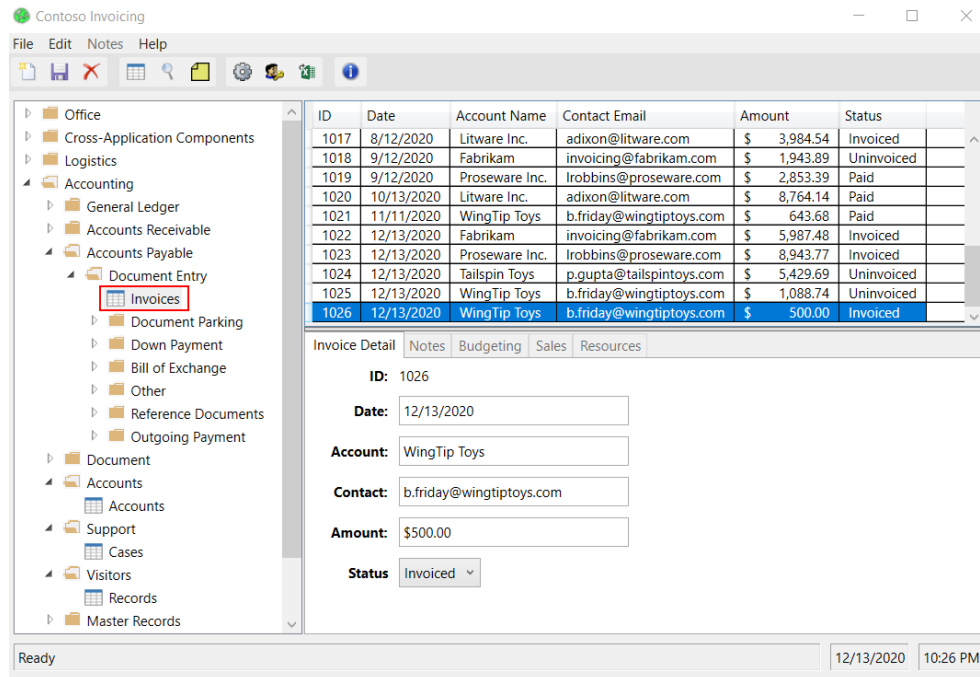 Contoso Invoicing
File Edit Notes Help
Office
Cross-Application Components
Logistics
Accounting
General Ledger
Accounts Receivable
Accounts Payable
Document Entry
Invoices
Document Parking
Down Payment
Bill of Exchange
Other
Reference Documents
Outgoing Payment
Document
Accounts
Accounts
Support
Cases
Visitors
Records
Master Records
ID Date Account Name Contact Email Amount Status
1017 8/12/2020 Litware Inc. adixon@litware.com $ 3,984.54 Invoiced
1018 9/12/2020 Fabrikam invoicing@fabrikam.com $ 1,943.89 Uninvoiced
1019 9/12/2020 Proseware Inc. lrobbins@proseware.com $ 2,853.39 Paid
1020 10/13/2020 Litware Inc. adixon@litware.com $ 8,764.14 Paid
1021 11/11/2020 WingTip Toys b.friday@wingtiptoys.com $ 643.68 Paid
1022 12/13/2020 Fabrikam invoicing@fabrikam.com $ 5,987.48 Invoiced
1023 12/13/2020 Proseware Inc. lrobbins@proseware.com $ 8,943.77 Invoiced
1024 12/13/2020 Tailspin Toys p.gupta@tailspintoys.com $ 5,429.69 Uninvoiced
1025 12/13/2020 WingTip Toys b.friday@wingtiptoys.com $ 1,088.74 Uninvoiced
1026 12/13/2020 WingTip Toys b.friday@wingtiptoys.com $ 500.00 Invoiced
Invoice Detail Notes Budgeting Sales Resources
ID: 1026
Date: 12/13/2020
Account: WingTip Toys
Contact: b.friday@wingtiptoys.com
Amount: $500.00
Status Invoiced
Ready 12/13/2020 10:26 PM